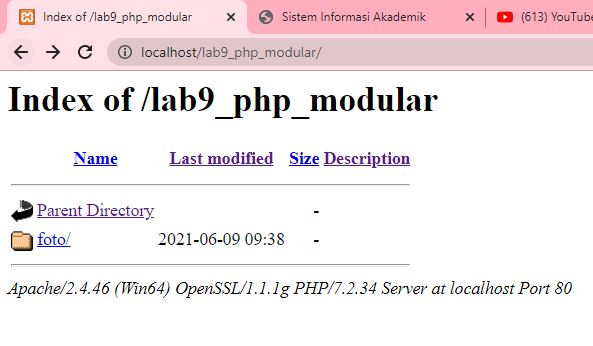 Index of /lab9_php_modular
Sistem Informasi Akademik
(613) YouTube
localhost/lab9_php_modular/
Index of /lab9_php_modular
Name Last modified Size Description
Parent Directory -
foto/ 2021-06-09 09:38 -
Apache/2.4.46 (Win64) OpenSSL/1.1.1g PHP/7.2.34 Server at localhost Port 80